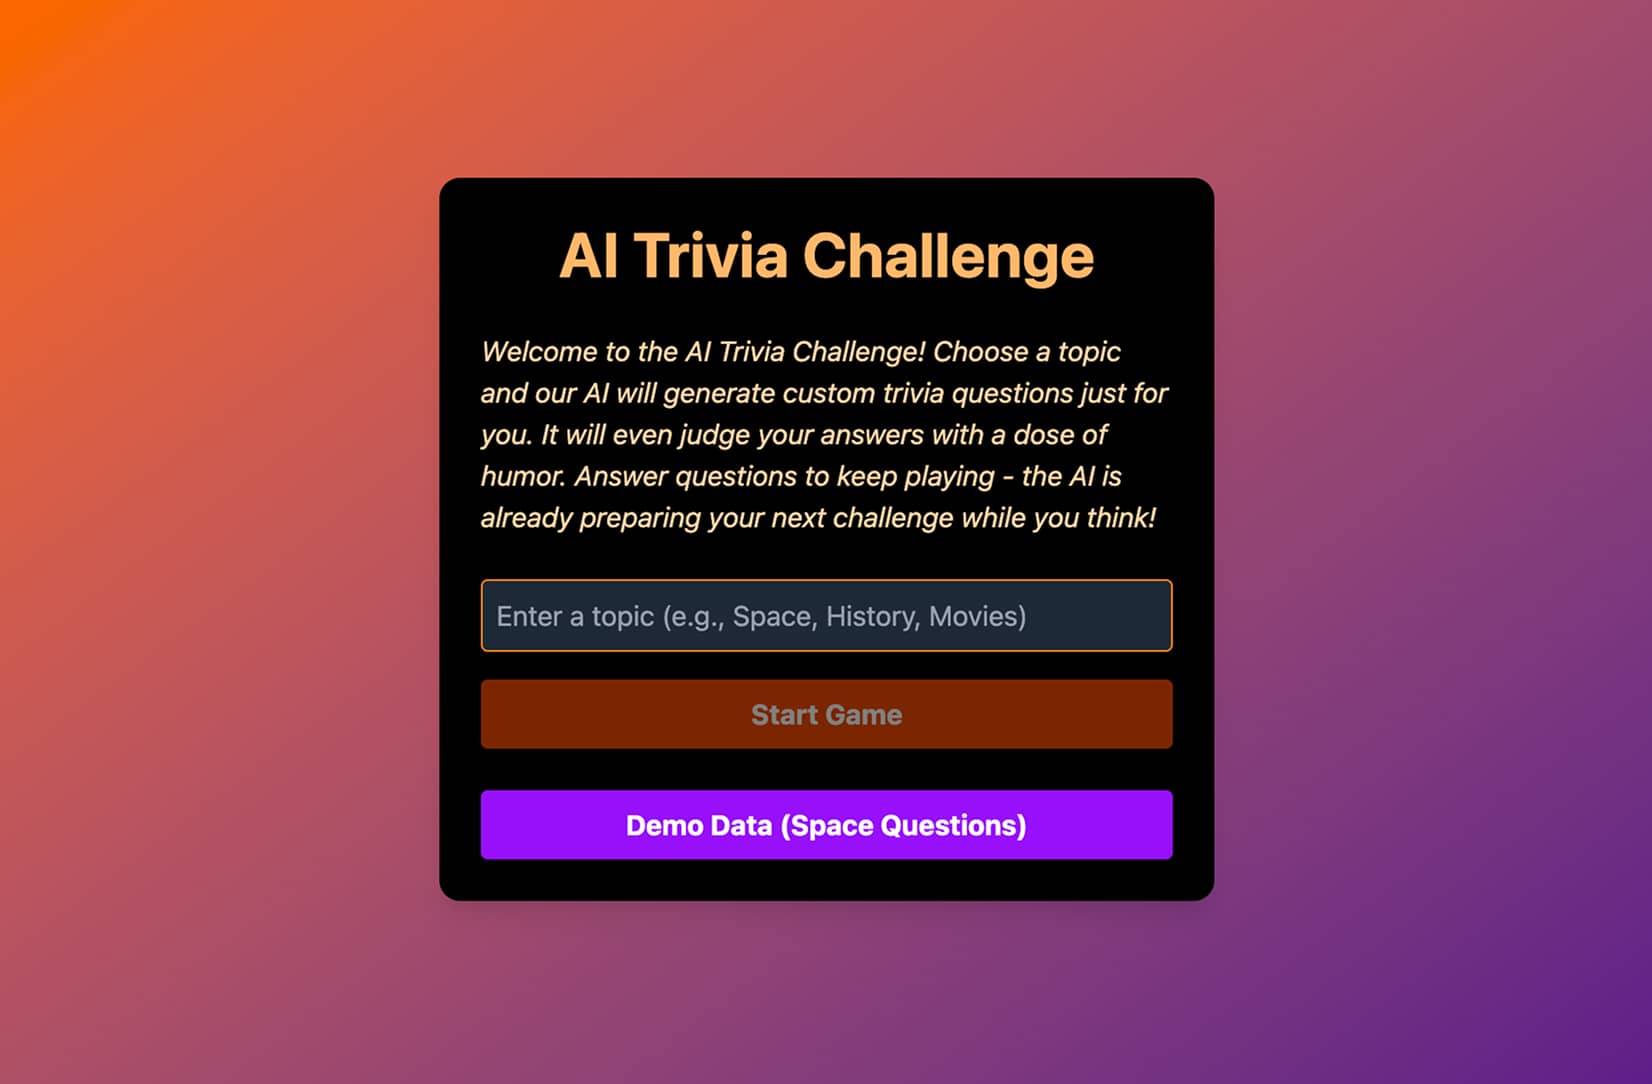 AI Trivia Challenge
Welcome to the AI Trivia Challenge! Choose a topic
and our AI will generate custom trivia questions just for
you. It will even judge your answers with a dose of
humor. Answer questions to keep playing - the AI is
already preparing your next challenge while you think!
Enter a topic (e.g., Space, History, Movies)
Start Game
Demo Data (Space Questions)